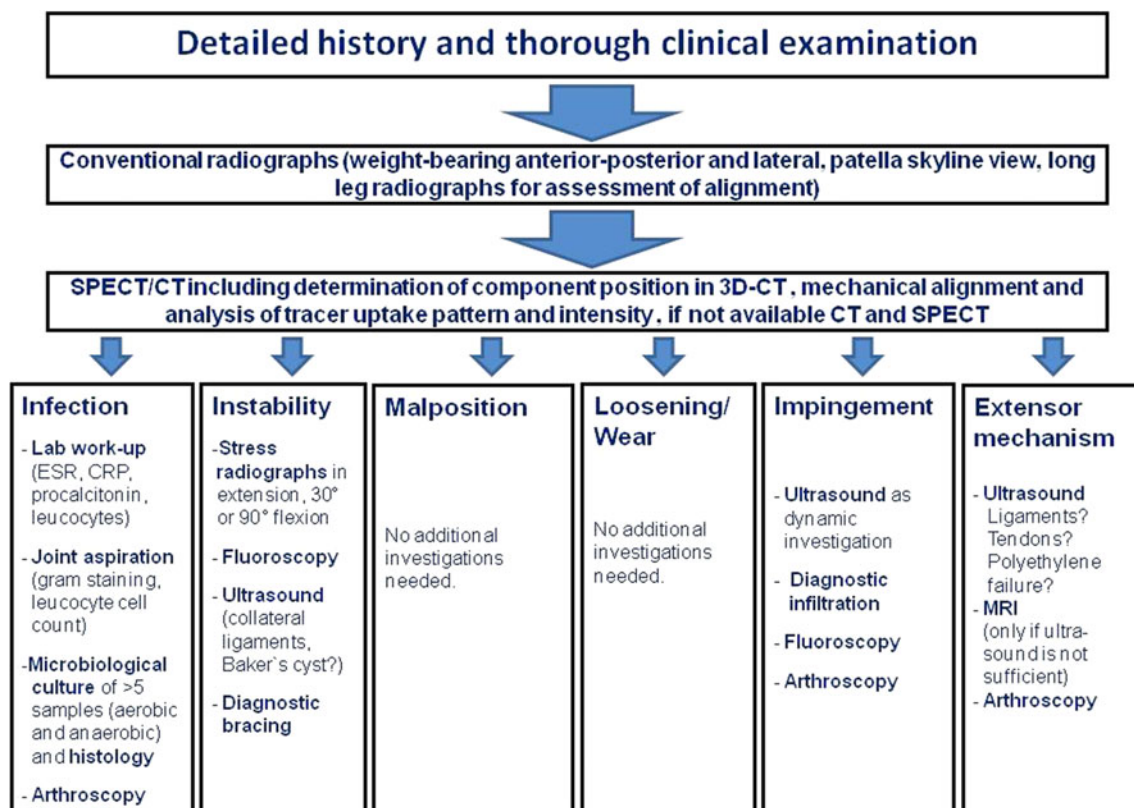 Detailed history and thorough clinical examination
Conventional radiographs (weight-bearing anterior-posterior and lateral, patella skyline view, long
leg radiographs for assessment of alignment)
SPECT/CT including determination of component position in 3D-CT, mechanical alignment and
analysis of tracer uptake pattern and intensity, if not available CT and SPECT
Infection
- Lab work-up
(ESR, CRP,
procalcitonin,
leucocytes)
- Joint aspiration
(gram staining,
leucocyte cell
count)
-Microbiological
culture of >5
samples (aerobic
and anaerobic)
and histology
- Arthroscopy
Instability
-Stress
radiographs in
extension, 30°
or 90° flexion
- Fluoroscopy
- Ultrasound
(collateral
ligaments,
Baker`s cyst?)
- Diagnostic
bracing
Malposition
No additional
investigations
needed.
Loosening/
Wear
No additional
investigations
needed.
Impingement
- Ultrasound as
dynamic
investigation
- Diagnostic
infiltration
- Fluoroscopy
- Arthroscopy
Extensor
mechanism
- Ultrasound
Ligaments?
Tendons?
Polyethylene
failure?
- MRI
(only if ultra-
sound is not
sufficient)
- Arthroscopy